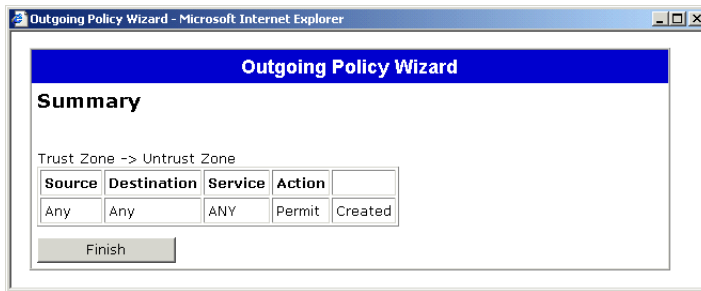 Outgoing Policy Wizard - Microsoft Internet Explorer
Outgoing Policy Wizard
Summary
Trust Zone -> Untrust Zone
Source Destination Service Action
Any Any ANY Permit Created
Finish